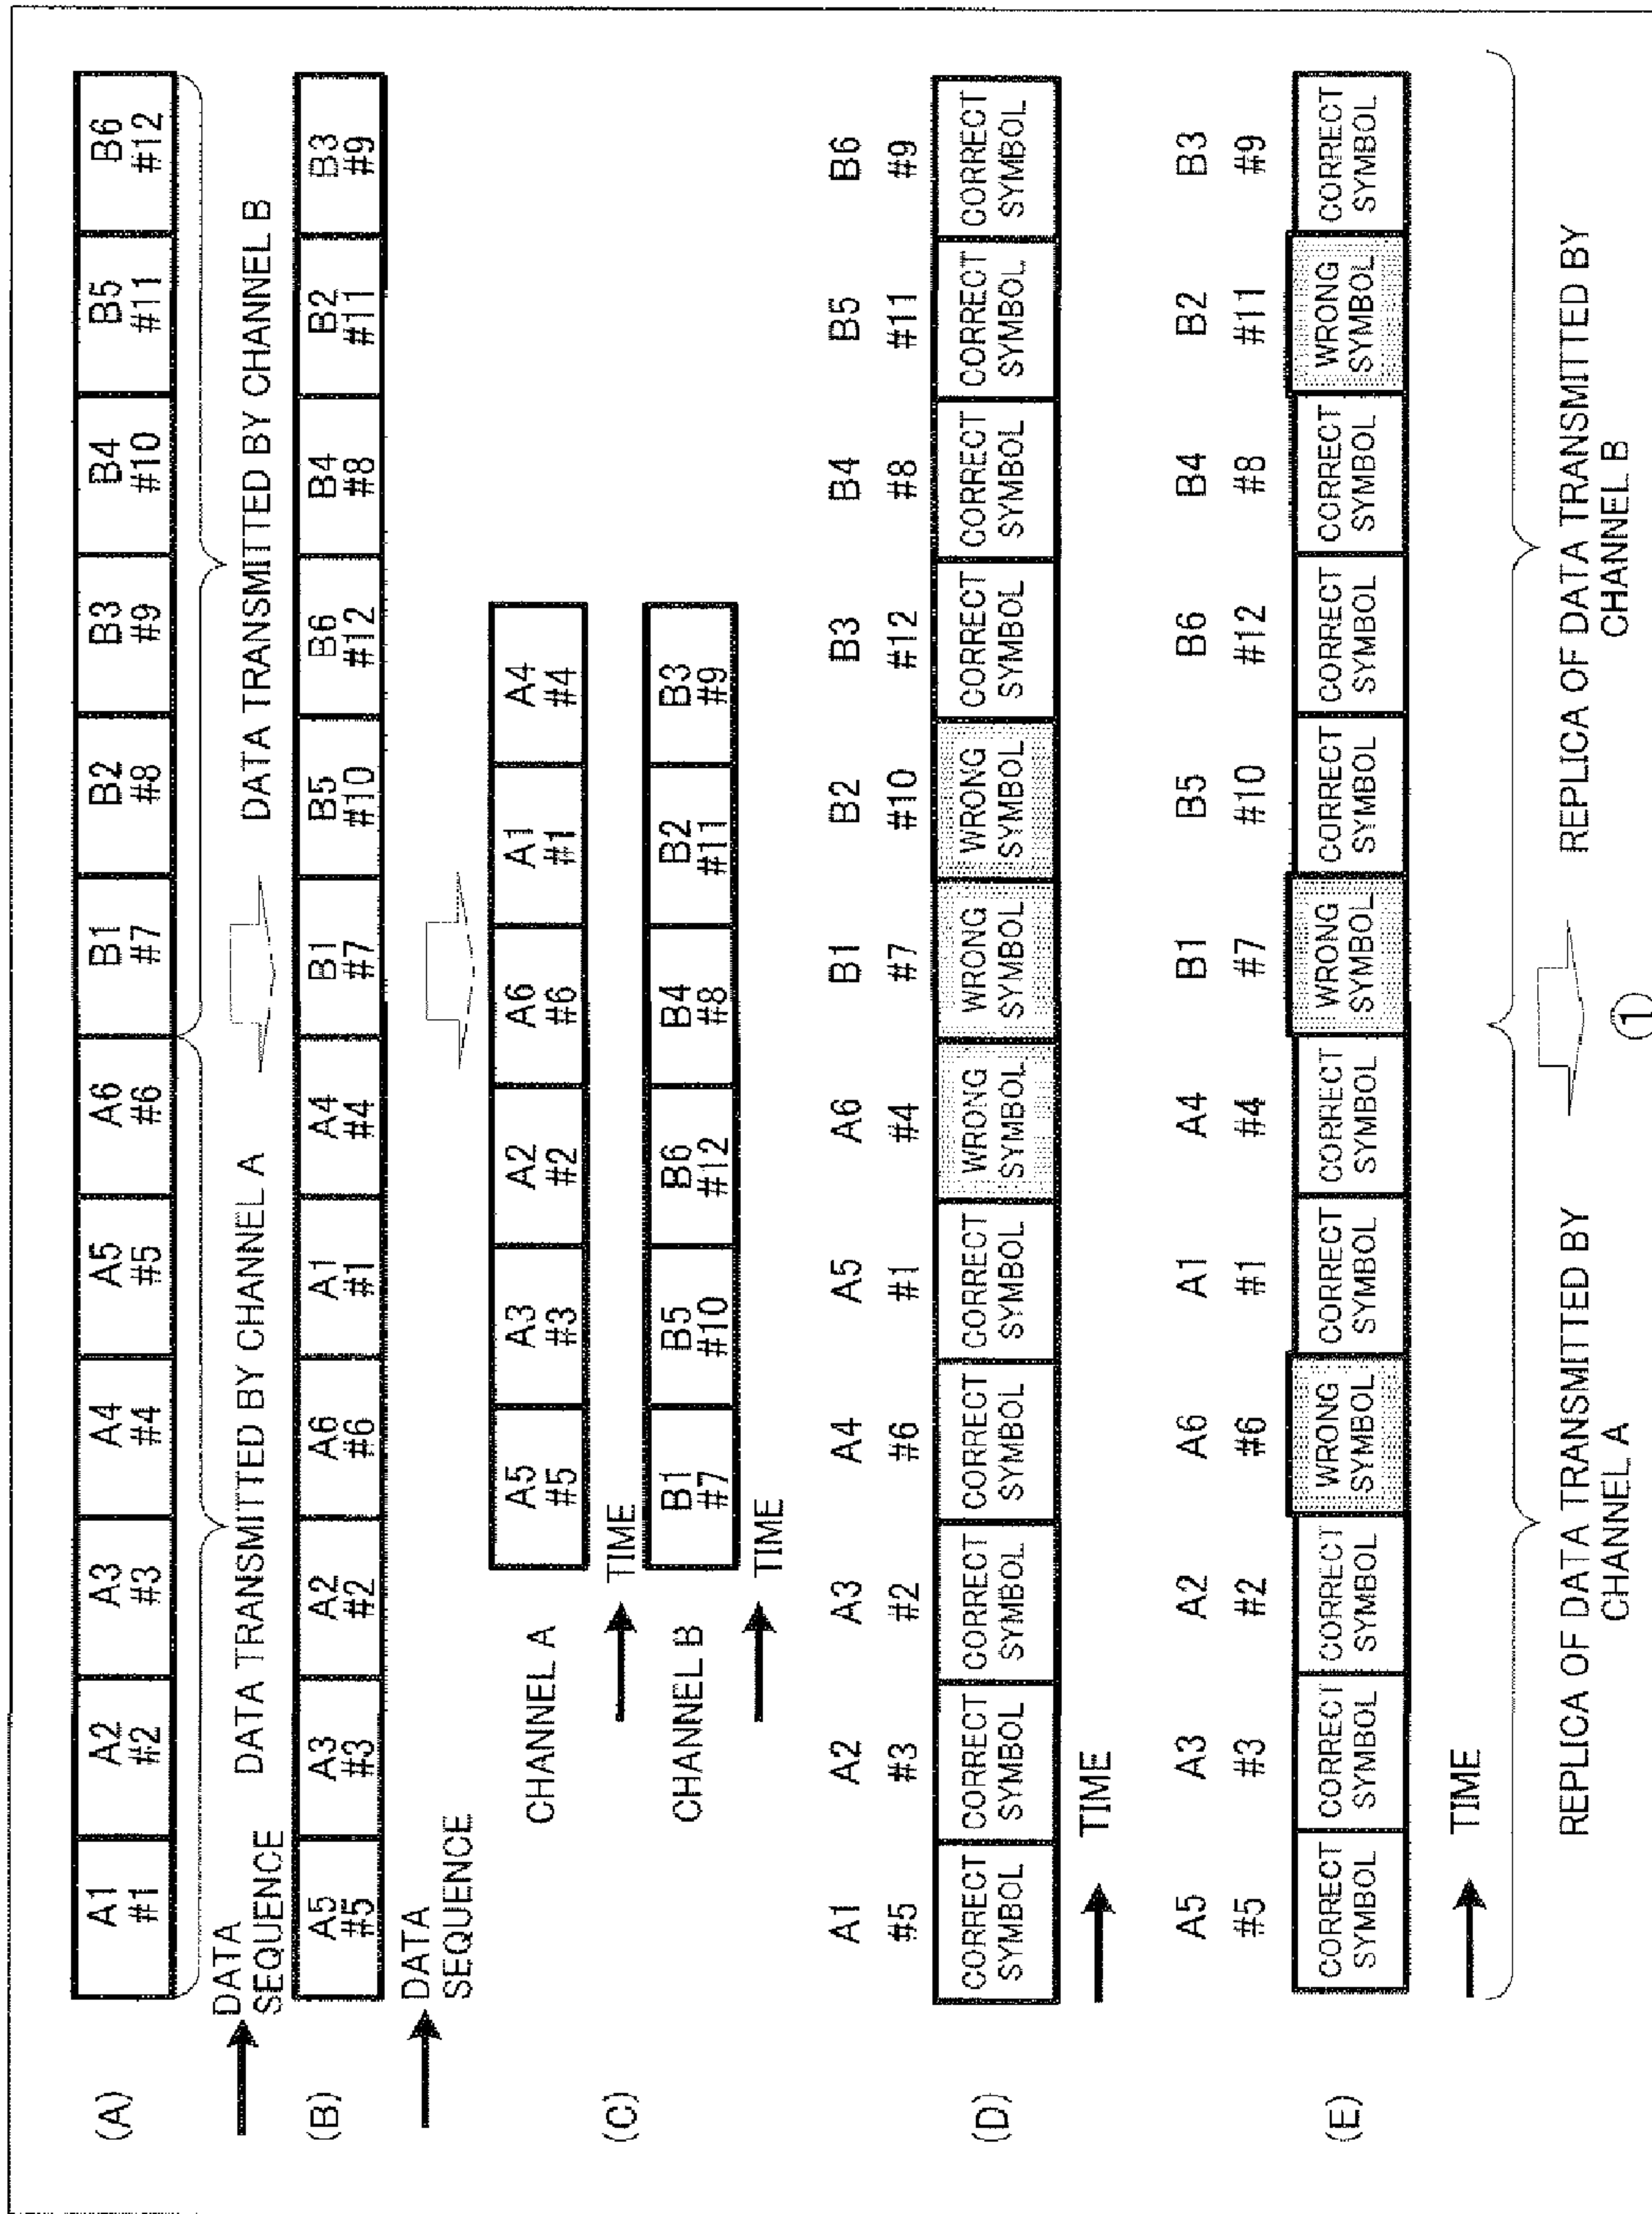 (A)
A1 A2 A3 A4 A5 A6 B1 B2 B3 B4 B5 B6
#1 #2 #3 #4 #5 #6 #7 #8 #9 #10 #11 #12
DATA SEQUENCE
DATA TRANSMITTED BY CHANNEL A
DATA TRANSMITTED BY CHANNEL B
(B)
A5 A3 A2 A6 A1 A4 B1 B5 B6 B4 B2 B3
#5 #3 #2 #6 #1 #4 #7 #10 #12 #8 #11 #9
DATA
SEQUENCE
(C)
CHANNEL A
A5 A3 A2 A6 A1 A4
#5 #3 #2 #6 #1 #4
TIME
CHANNEL B
B1 B5 B6 B4 B2 B3
#7 #10 #12 #8 #11 #9
TIME
(D)
A1 A2 A3 A4 A5 A6 B1 B2 B3 B4 B5 B6
#5 #3 #2 #6 #1 #4 #7 #10 #12 #8 #11 #9
CORRECT CORRECT CORRECT CORRECT CORRECT WRONG WRONG WRONG CORRECT CORRECT CORRECT CORRECT
SYMBOL SYMBOL SYMBOL SYMBOL SYMBOL SYMBOL SYMBOL SYMBOL SYMBOL SYMBOL SYMBOL SYMBOL
TIME
(E)
A5 A3 A2 A6 A1 A4 B1 B5 B6 B4 B2 B3
#5 #3 #2 #6 #1 #4 #7 #10 #12 #8 #11 #9
CORRECT CORRECT CORRECT WRONG CORRECT CORRECT WRONG CORRECT CORRECT CORRECT WRONG CORRECT
SYMBOL SYMBOL SYMBOL SYMBOL SYMBOL SYMBOL SYMBOL SYMBOL SYMBOL SYMBOL SYMBOL SYMBOL
TIME
REPLICA OF DATA TRANSMITTED BY
CHANNEL A
REPLICA OF DATA TRANSMITTED BY
CHANNEL B
①